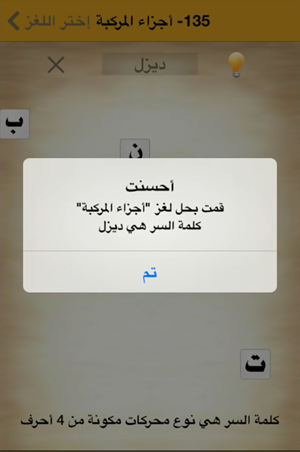 135- أجزاء المركبة إختر اللغز
ديزل
ب
ن
أحسنت
قمت بحل لغز "أجزاء المركبة"
كلمة السر هي ديزل
تم
ت
كلمة السر هي نوع محركات مكونة من 4 أحرف